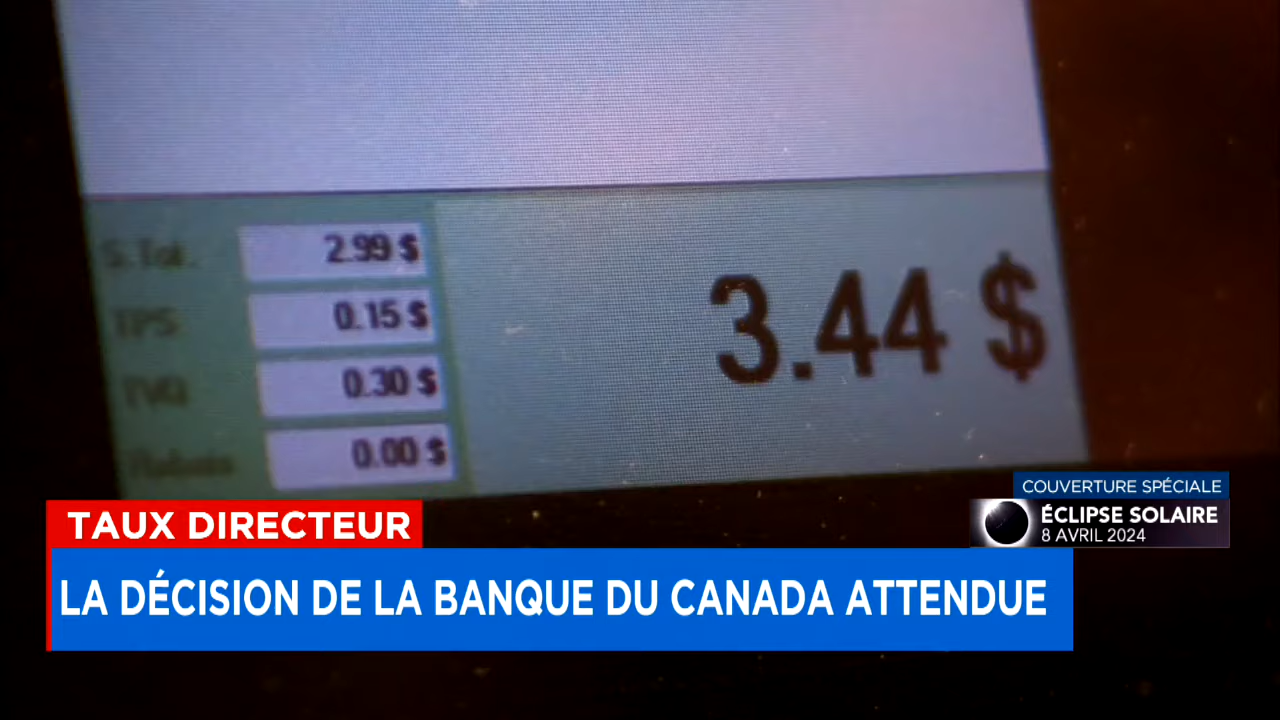 S.Tot. 2.99 $
TPS 0.15 $
TVQ 0.30 $
Rabais 0.00 $
3.44 $
COUVERTURE SPÉCIALE
ÉCLIPSE SOLAIRE
8 AVRIL 2024
TAUX DIRECTEUR
LA DÉCISION DE LA BANQUE DU CANADA ATTENDUE